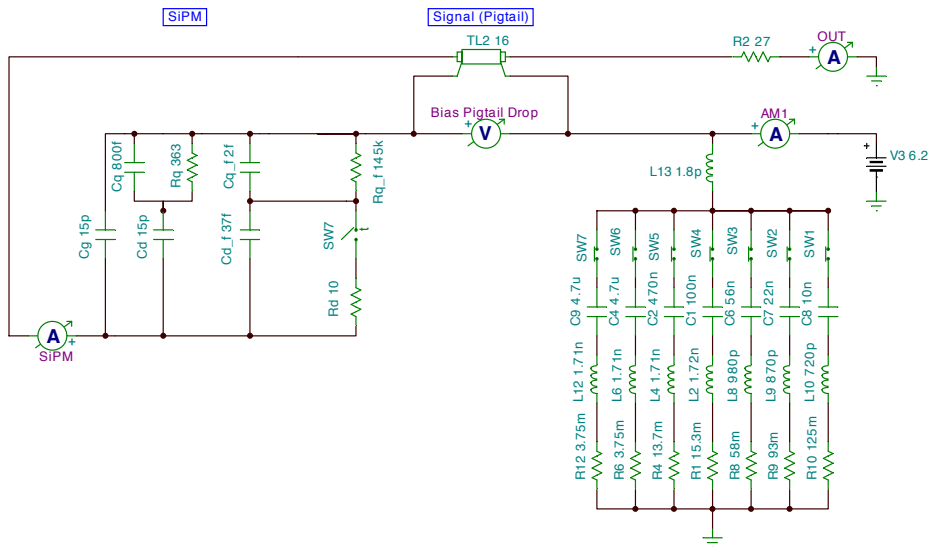 SiPM
Signal (Pigtail)
TL2 16
R2 27
OUT
+
A
Bias Pigtail Drop
+
V
AM1
+
A
+
V3 6.2
Cq 800f
Rq 363
Cq_f 2f
Rq_f 145k
L13 1.8p
Cg 15p
Cd 15p
Cd_f 37f
SW7
Rd 10
A
+
SiPM
SW7
SW6
SW5
SW4
SW3
SW2
SW1
C9 4.7u
C4 4.7u
C2 470n
C1 100n
C6 56n
C7 22n
C8 10n
L12 1.71n
L6 1.71n
L4 1.71n
L2 1.72n
L8 980p
L9 870p
L10 720p
R12 3.75m
R6 3.75m
R4 13.7m
R1 15.3m
R8 58m
R9 93m
R10 125m